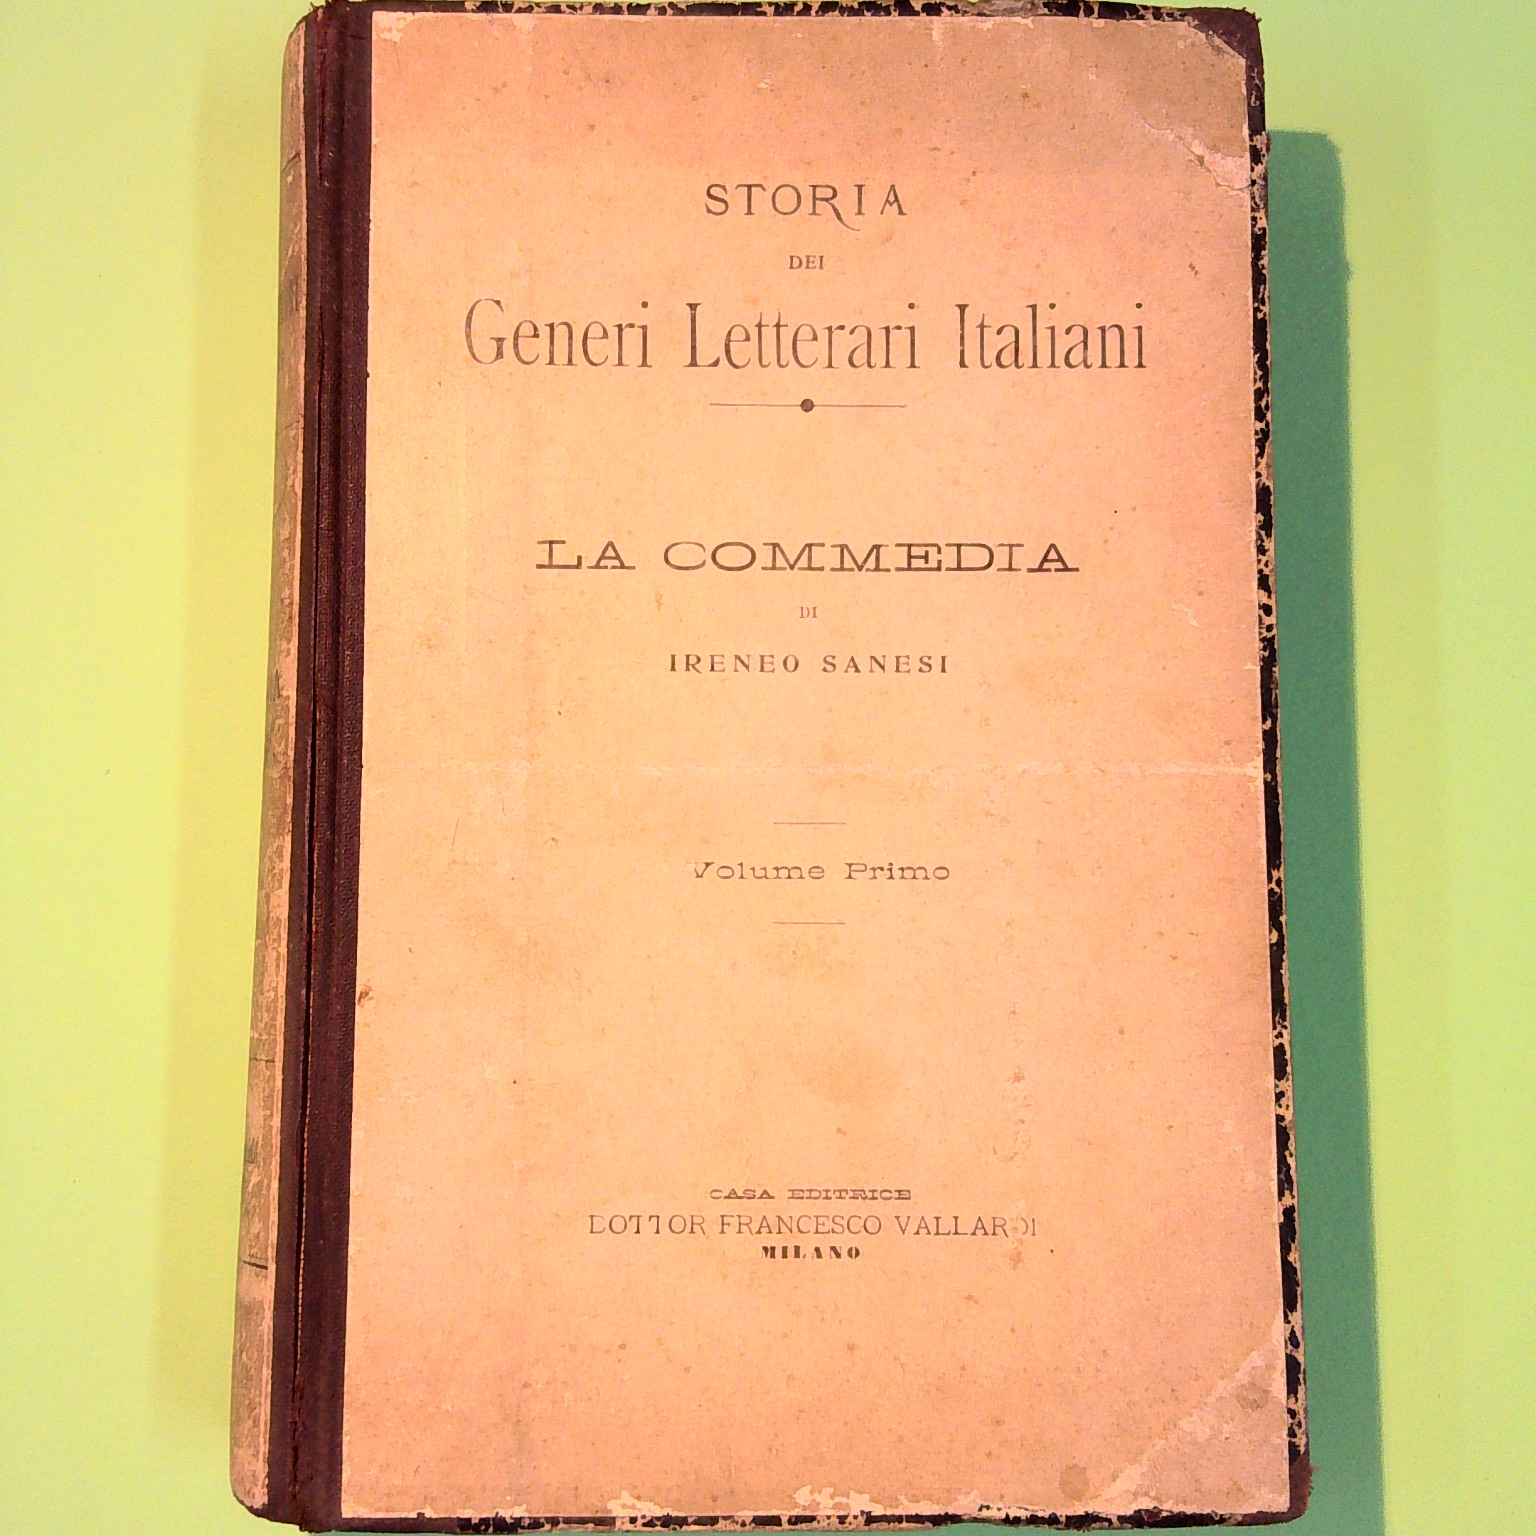 STORIA
DEI
Generi Letterari Italiani
LA COMMEDIA
DI
IRENEO SANESI
Volume Primo
CASA EDITRICE
DOTTOR FRANCESCO VALLARDI
MILANO